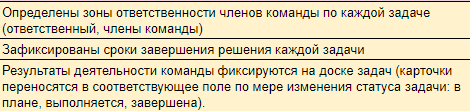 Определены зоны ответственности членов команды по каждой задаче
(ответственный, члены команды)
Зафиксированы сроки завершения решения каждой задачи
Результаты деятельности команды фиксируются на доске задач (карточки
переносятся в соответствующее поле по мере изменения статуса задачи: в
плане, выполняется, завершена).